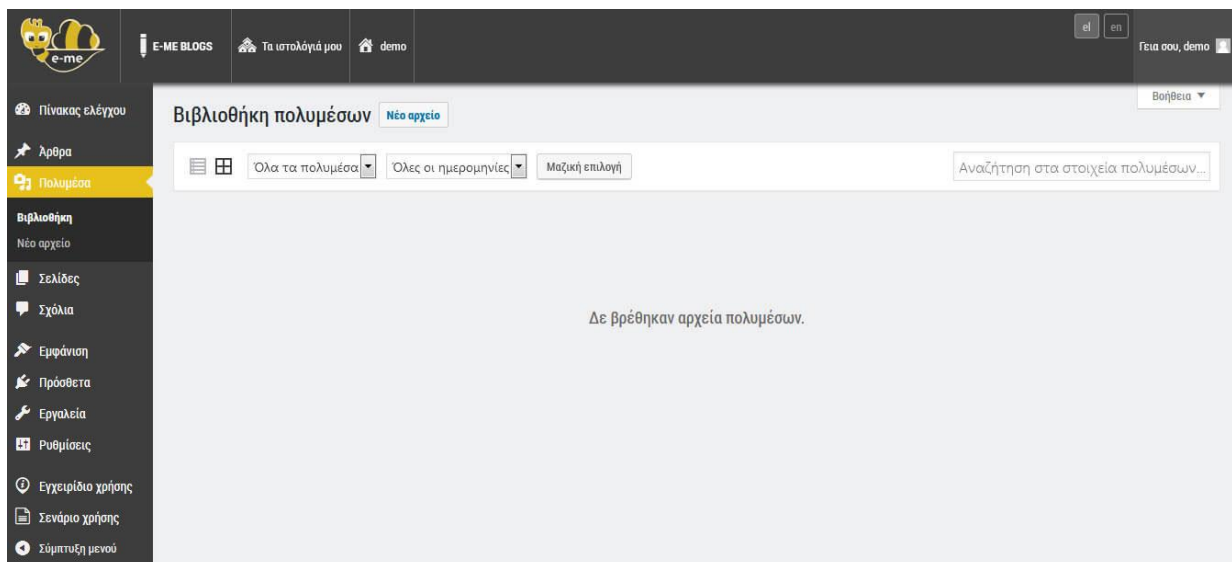 e-me
E-ME BLOGS
Τα ιστολόγιά μου
demo
el en
Γεια σου, demo
Πίνακας ελέγχου
Άρθρα
Πολυμέσα
Βιβλιοθήκη
Νέο αρχείο
Σελίδες
Σχόλια
Εμφάνιση
Πρόσθετα
Εργαλεία
Ρυθμίσεις
Εγχειρίδιο χρήσης
Σενάριο χρήσης
Σύμπτυξη μενού
Βοήθεια
Βιβλιοθήκη πολυμέσων Νέο αρχείο
Όλα τα πολυμέσα Όλες οι ημερομηνίες Μαζική επιλογή Αναζήτηση στα στοιχεία πολυμέσων...
Δε βρέθηκαν αρχεία πολυμέσων.